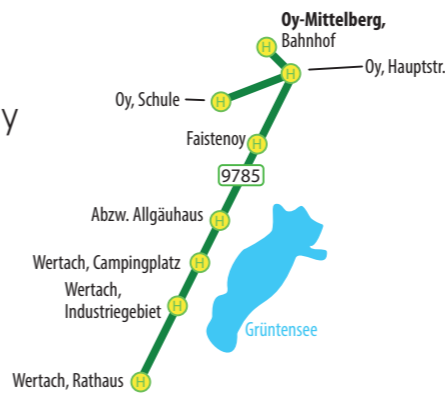 Oy-Mittelberg,
Bahnhof
H
H
Oy, Hauptstr.
Oy, Schule
H
y
Faistenoy
H
9785
Abzw. Allgäuhaus
H
Wertach, Campingplatz
H
Wertach,
Industriegebiet
H
Grüntensee
Wertach, Rathaus
H